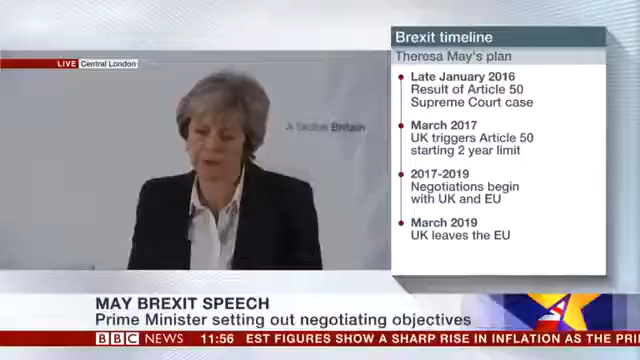 Brexit timeline
Theresa May's plan
LIVE Central London
Late January 2016
Result of Article 50
Supreme Court case
March 2017
UK triggers Article 50
starting 2 year limit
2017-2019
Negotiations begin
with UK and EU
March 2019
UK leaves the EU
A Global Britain
MAY BREXIT SPEECH
Prime Minister setting out negotiating objectives
BBC NEWS 11:56 EST FIGURES SHOW A SHARP RISE IN INFLATION AS THE PRI